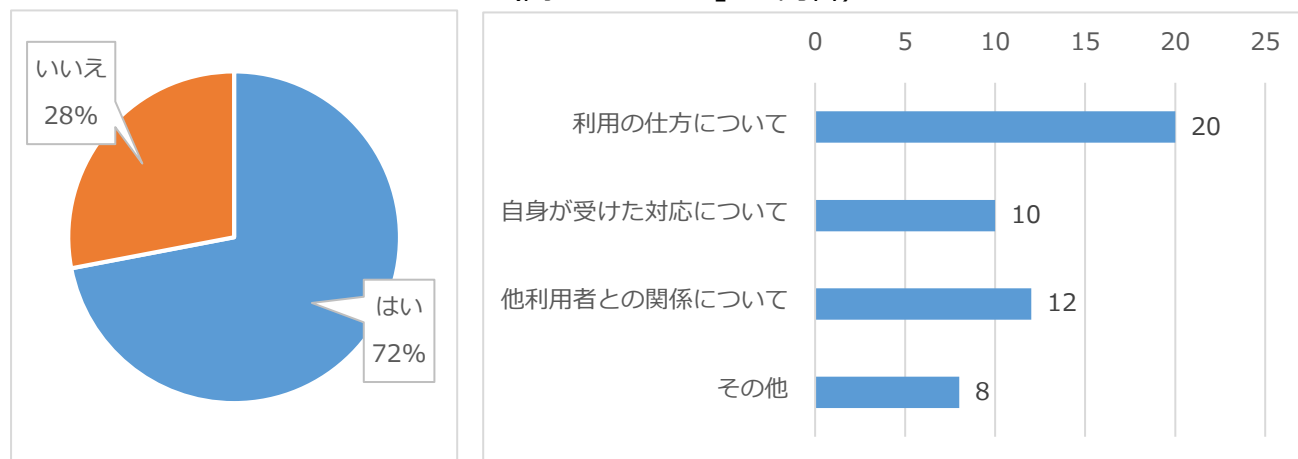 いいえ
28%
はい
72%
0 5 10 15 20 25
利用の仕方について 20
自身が受けた対応について 10
他利用者との関係について 12
その他 8